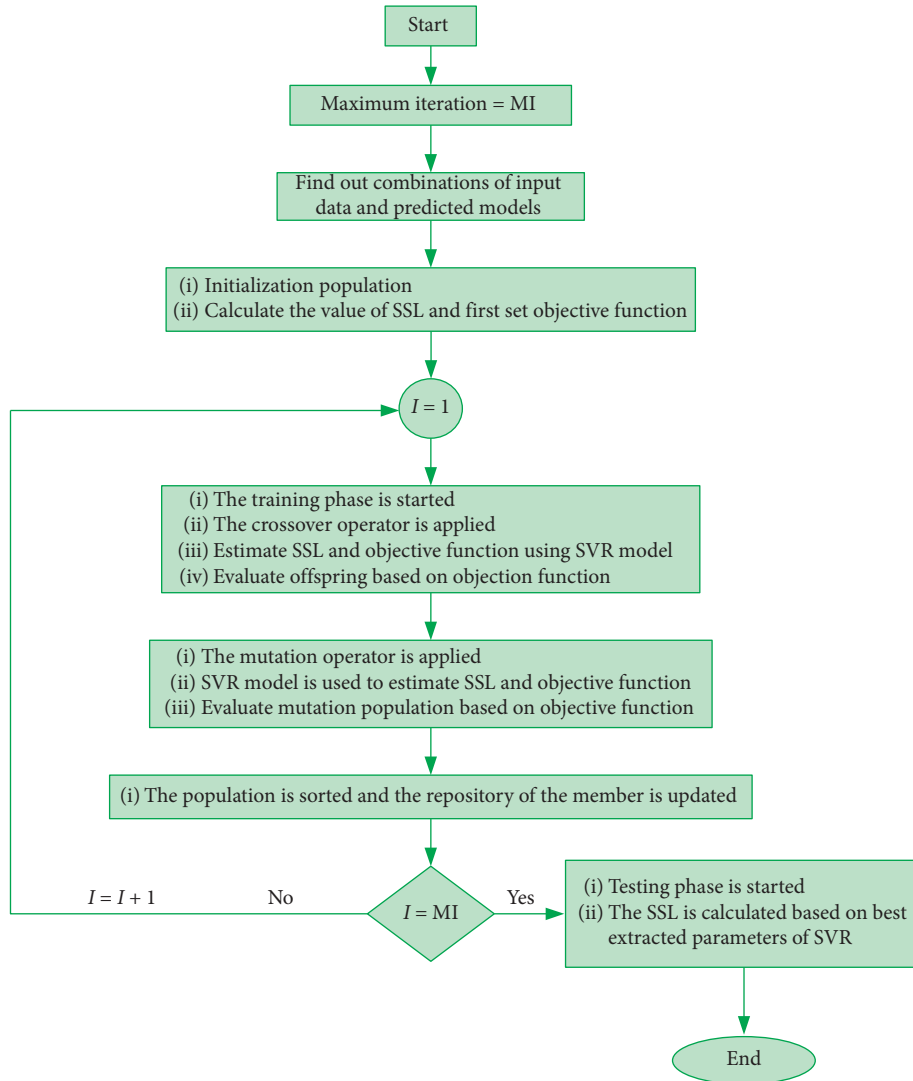 Start
Maximum iteration = MI
Find out combinations of input
data and predicted models
(i) Initialization population
(ii) Calculate the value of SSL and first set objective function
I = 1
(i) The training phase is started
(ii) The crossover operator is applied
(iii) Estimate SSL and objective function using SVR model
(iv) Evaluate offspring based on objection function
(i) The mutation operator is applied
(ii) SVR model is used to estimate SSL and objective function
(iii) Evaluate mutation population based on objective function
(i) The population is sorted and the repository of the member is updated
I = I + 1
No
I = MI
Yes
(i) Testing phase is started
(ii) The SSL is calculated based on best
extracted parameters of SVR
End